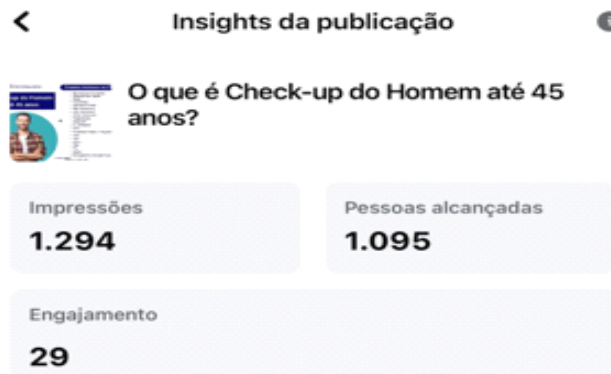 Insights da publicação
O que é Check-up do Homem até 45
anos?
Impressões
1.294
Pessoas alcançadas
1.095
Engajamento
29